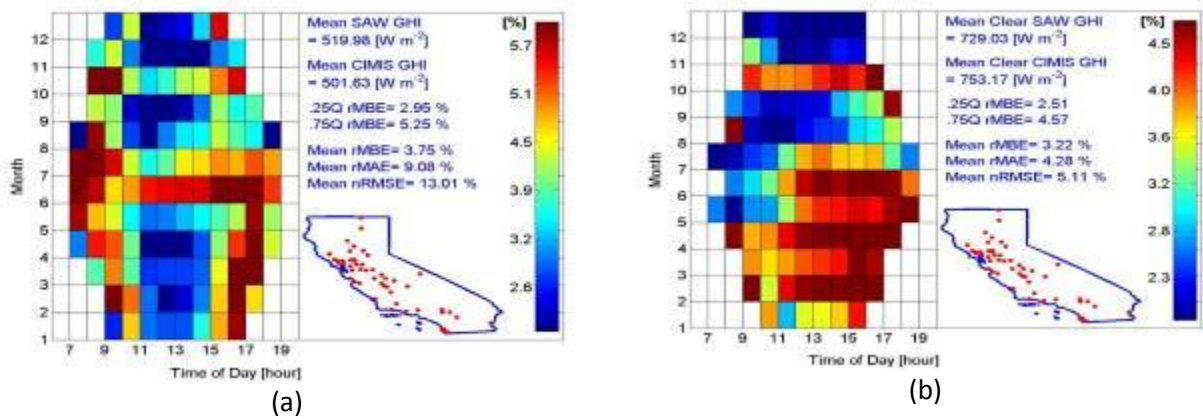 Mean SAW GHI
= 519.98 [W m-2]
Mean CIMIS GHI
= 501.63 [W m-2]
.25Q rMBE= 2.95 %
.75Q rMBE= 5.25 %
Mean rMBE= 3.75 %
Mean rMAE= 9.08 %
Mean nRMSE= 13.01 %
[%]
5.7
5.1
4.5
3.9
3.2
2.6
12
11
10
9
8
7
6
5
4
3
2
1
Month
7 9 11 13 15 17 19
Time of Day [hour]
(a)
Mean Clear SAW GHI
= 729.03 [W m-2]
Mean Clear CIMIS GHI
= 753.17 [W m-2]
.25Q rMBE= 2.51
.75Q rMBE= 4.57
Mean rMBE= 3.22 %
Mean rMAE= 4.28 %
Mean nRMSE= 5.11 %
[%]
4.5
4.1
3.6
3.2
2.8
2.3
12
11
10
9
8
7
6
5
4
3
2
1
Month
7 9 11 13 15 17 19
Time of Day [hour]
(b)